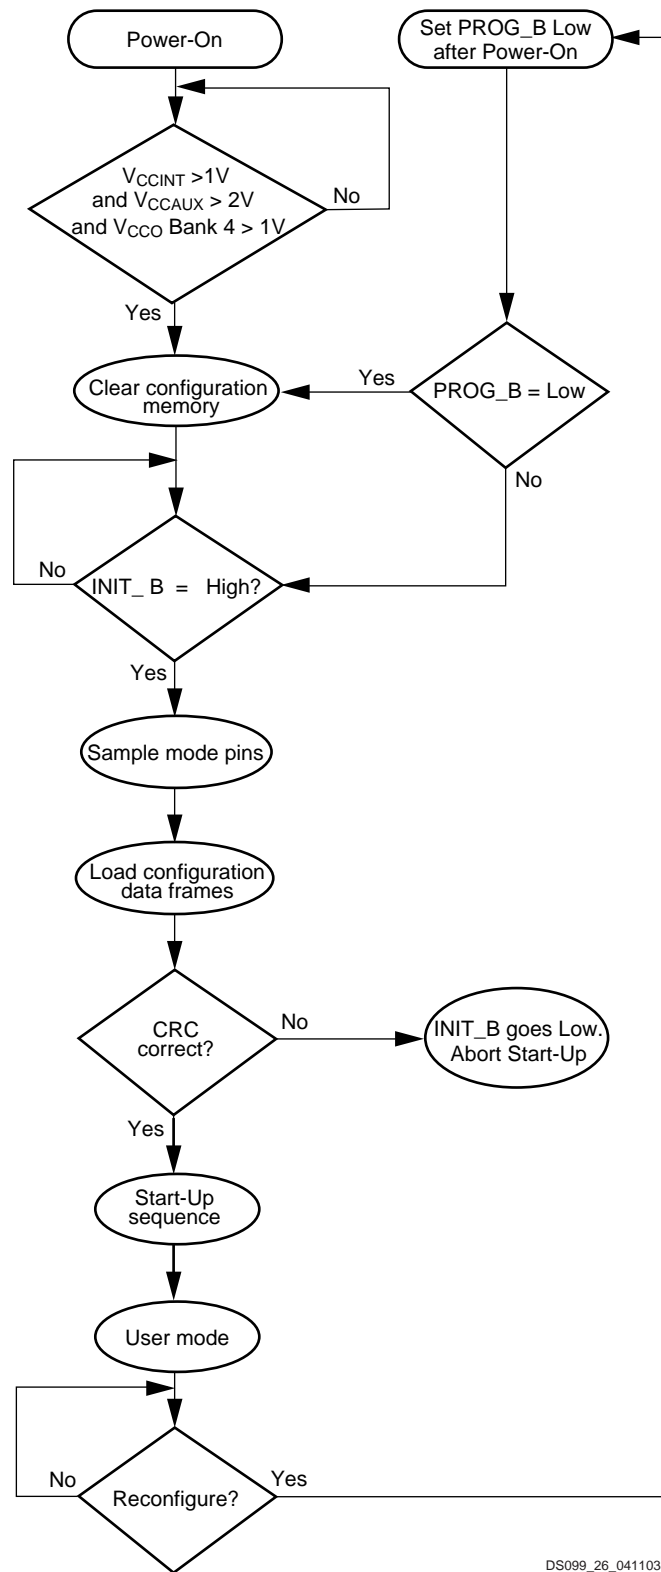 Power-On
Set PROG_B Low
after Power-On
VCCINT >1V
and VCCAUX > 2V
and VCCO Bank 4 > 1V
No
Yes
Clear configuration
memory
Yes
PROG_B = Low
No
No
INIT_ B = High?
Yes
Sample mode pins
Load configuration
data frames
CRC
correct?
No
INIT_B goes Low.
Abort Start-Up
Yes
Start-Up
sequence
User mode
No
Reconfigure?
Yes
DS099_26_041103